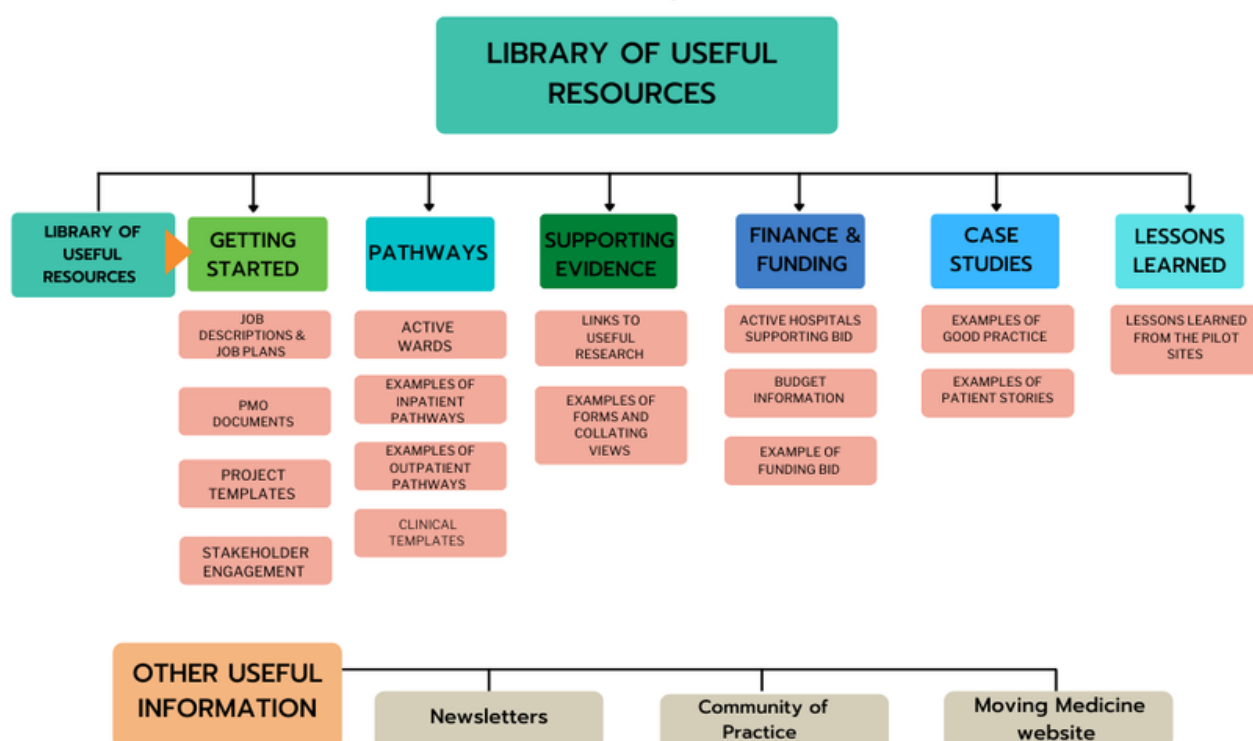 LIBRARY OF USEFUL
RESOURCES
LIBRARY OF
USEFUL
RESOURCES
GETTING
STARTED
JOB
DESCRIPTIONS &
JOB PLANS
PMO
DOCUMENTS
PROJECT
TEMPLATES
STAKEHOLDER
ENGAGEMENT
PATHWAYS
ACTIVE
WARDS
EXAMPLES OF
INPATIENT
PATHWAYS
EXAMPLES OF
OUTPATIENT
PATHWAYS
CLINICAL
TEMPLATES
SUPPORTING
EVIDENCE
LINKS TO
USEFUL
RESEARCH
EXAMPLES OF
FORMS AND
COLLATING
VIEWS
FINANCE &
FUNDING
ACTIVE HOSPITALS
SUPPORTING BID
BUDGET
INFORMATION
EXAMPLE OF
FUNDING BID
CASE
STUDIES
EXAMPLES OF
GOOD PRACTICE
EXAMPLES OF
PATIENT STORIES
LESSONS
LEARNED
LESSONS LEARNED
FROM THE PILOT
SITES
OTHER USEFUL
INFORMATION
Newsletters
Community of
Practice
Moving Medicine
website